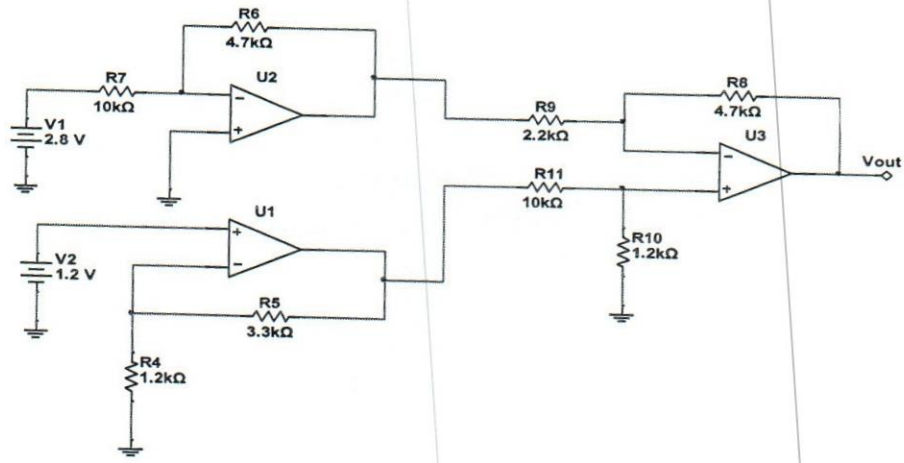 R6
4.7kΩ
U2
R7
10kΩ
V1
2.8 V
R9
2.2kΩ
R8
4.7kΩ
U3
Vout
R11
10kΩ
R10
1.2kΩ
U1
V2
1.2 V
R5
3.3kΩ
R4
1.2kΩ
- 
+
+
-
-
+